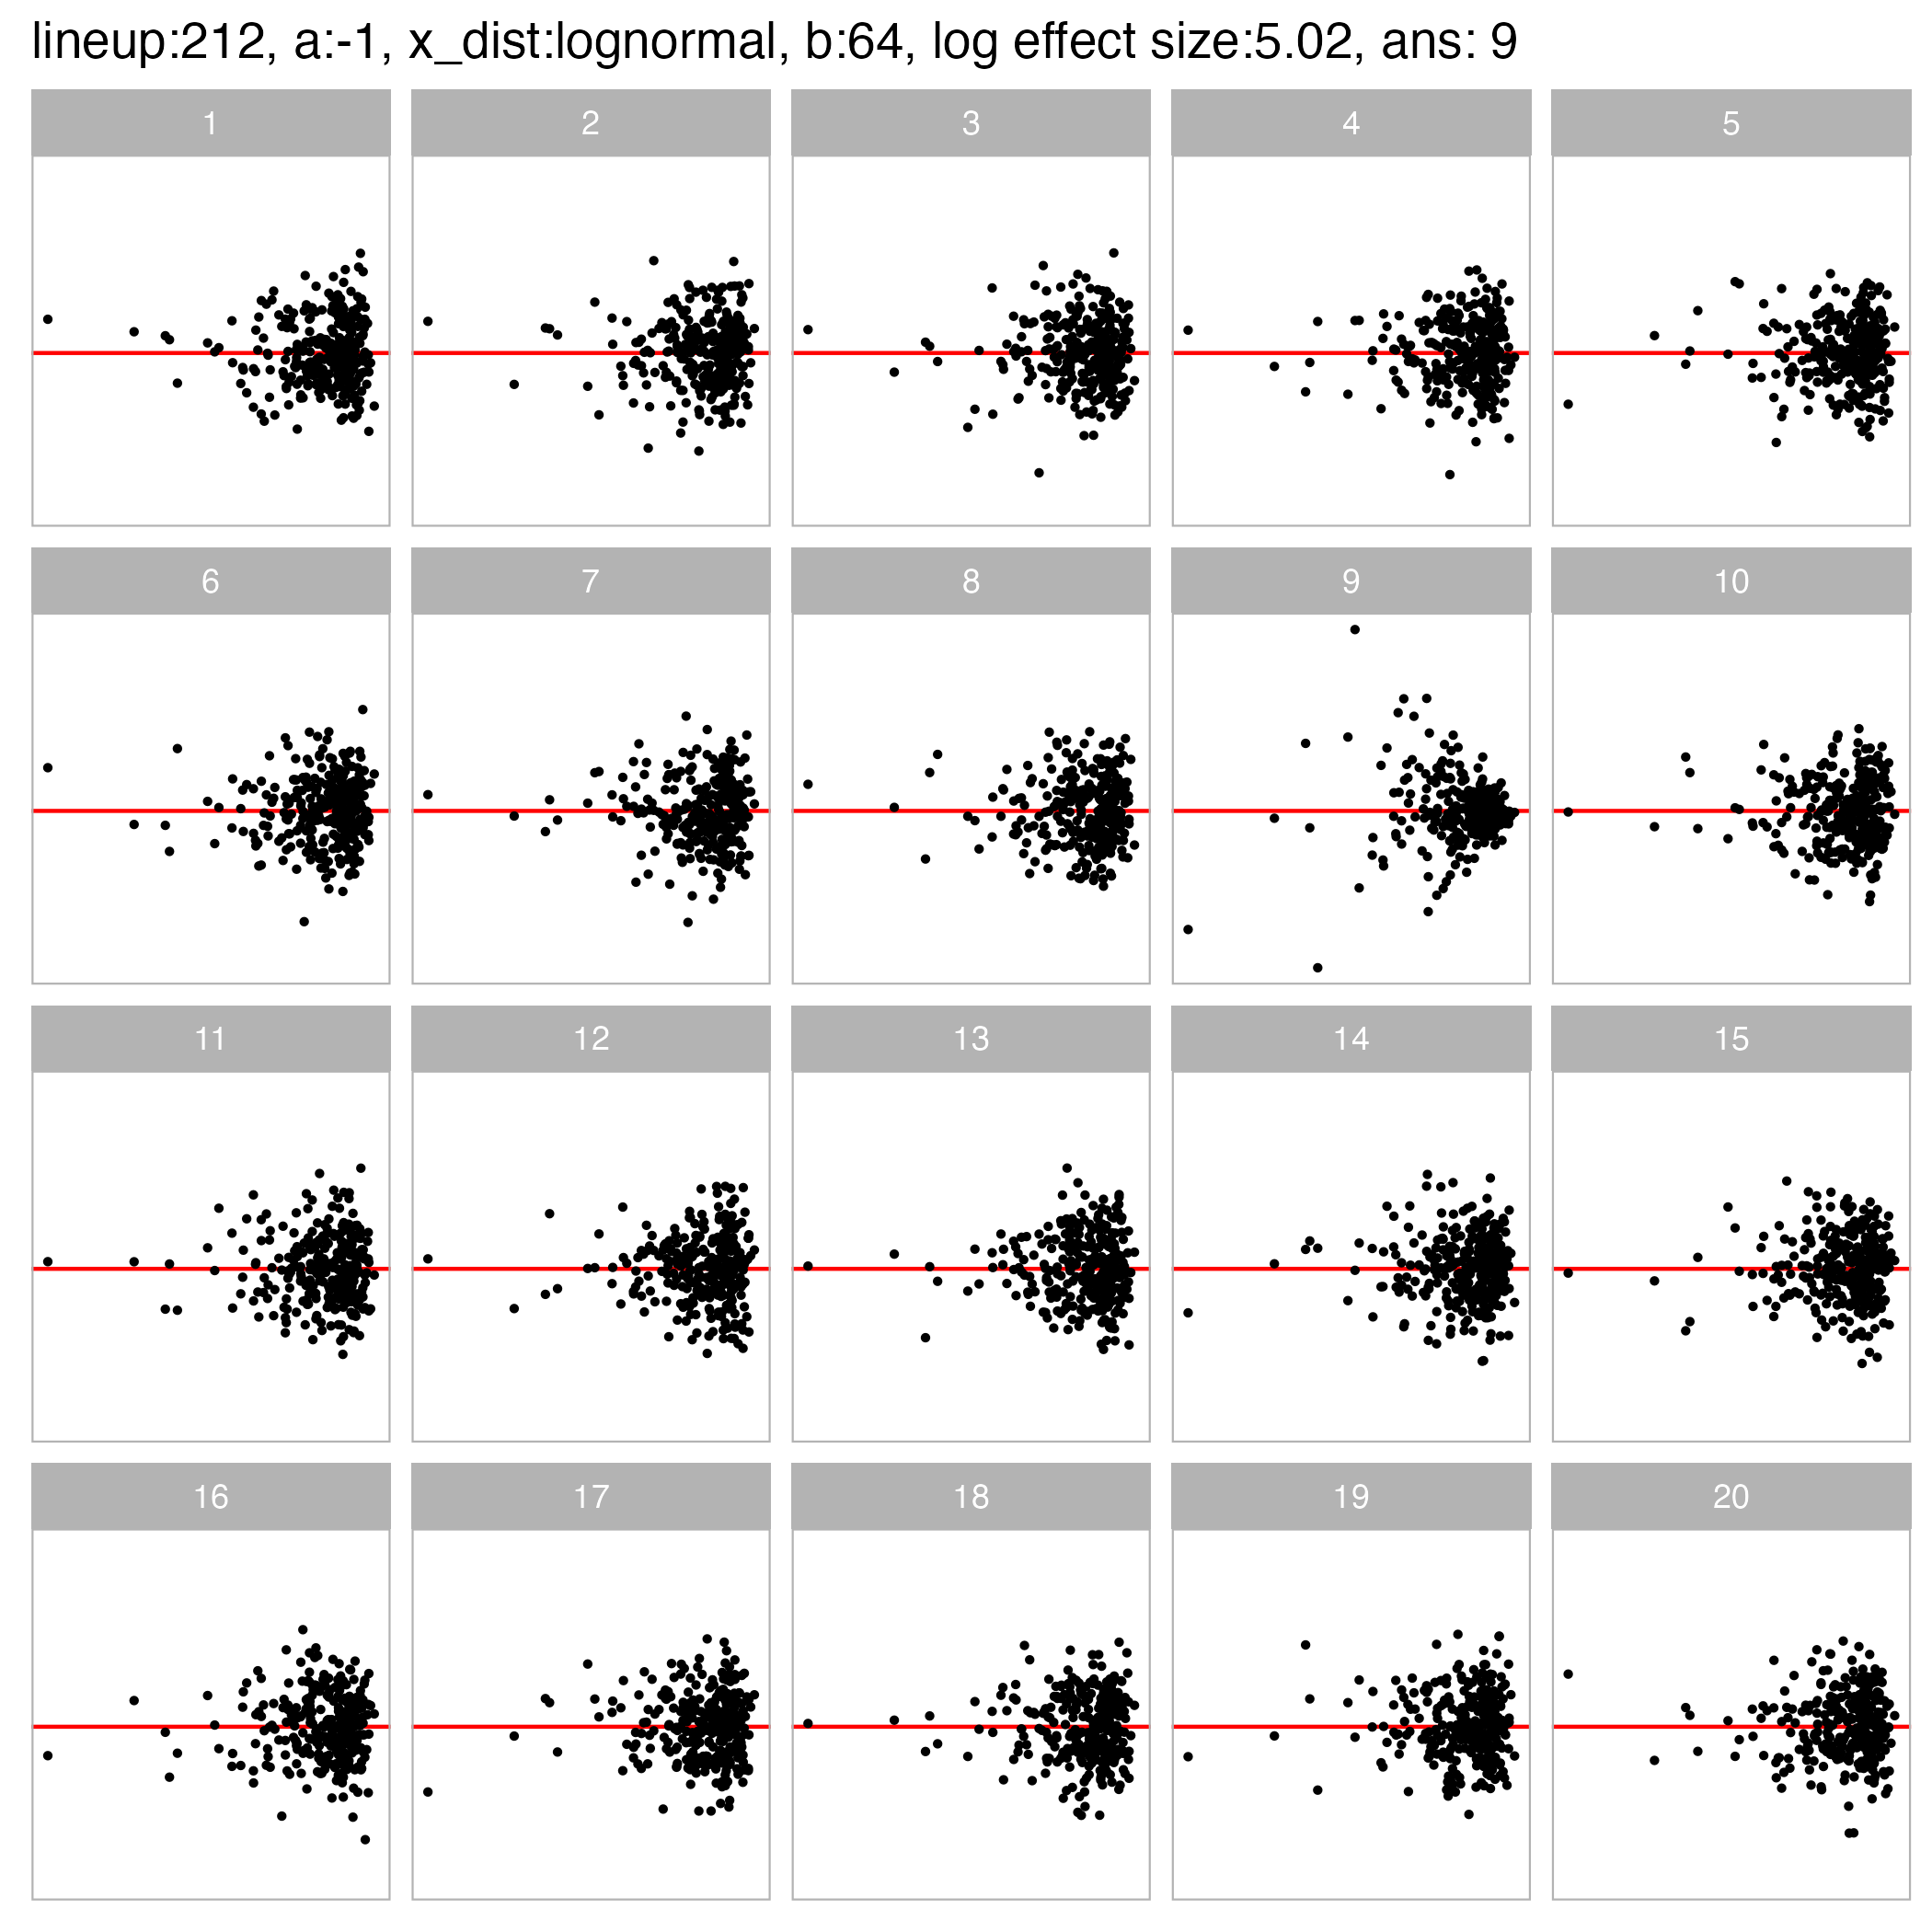 lineup:212, a:-1, x_dist:lognormal, b:64, log effect size:5.02, ans: 9
1 2 3 4 5
6 7 8 9 10
11 12 13 14 15
16 17 18 19 20